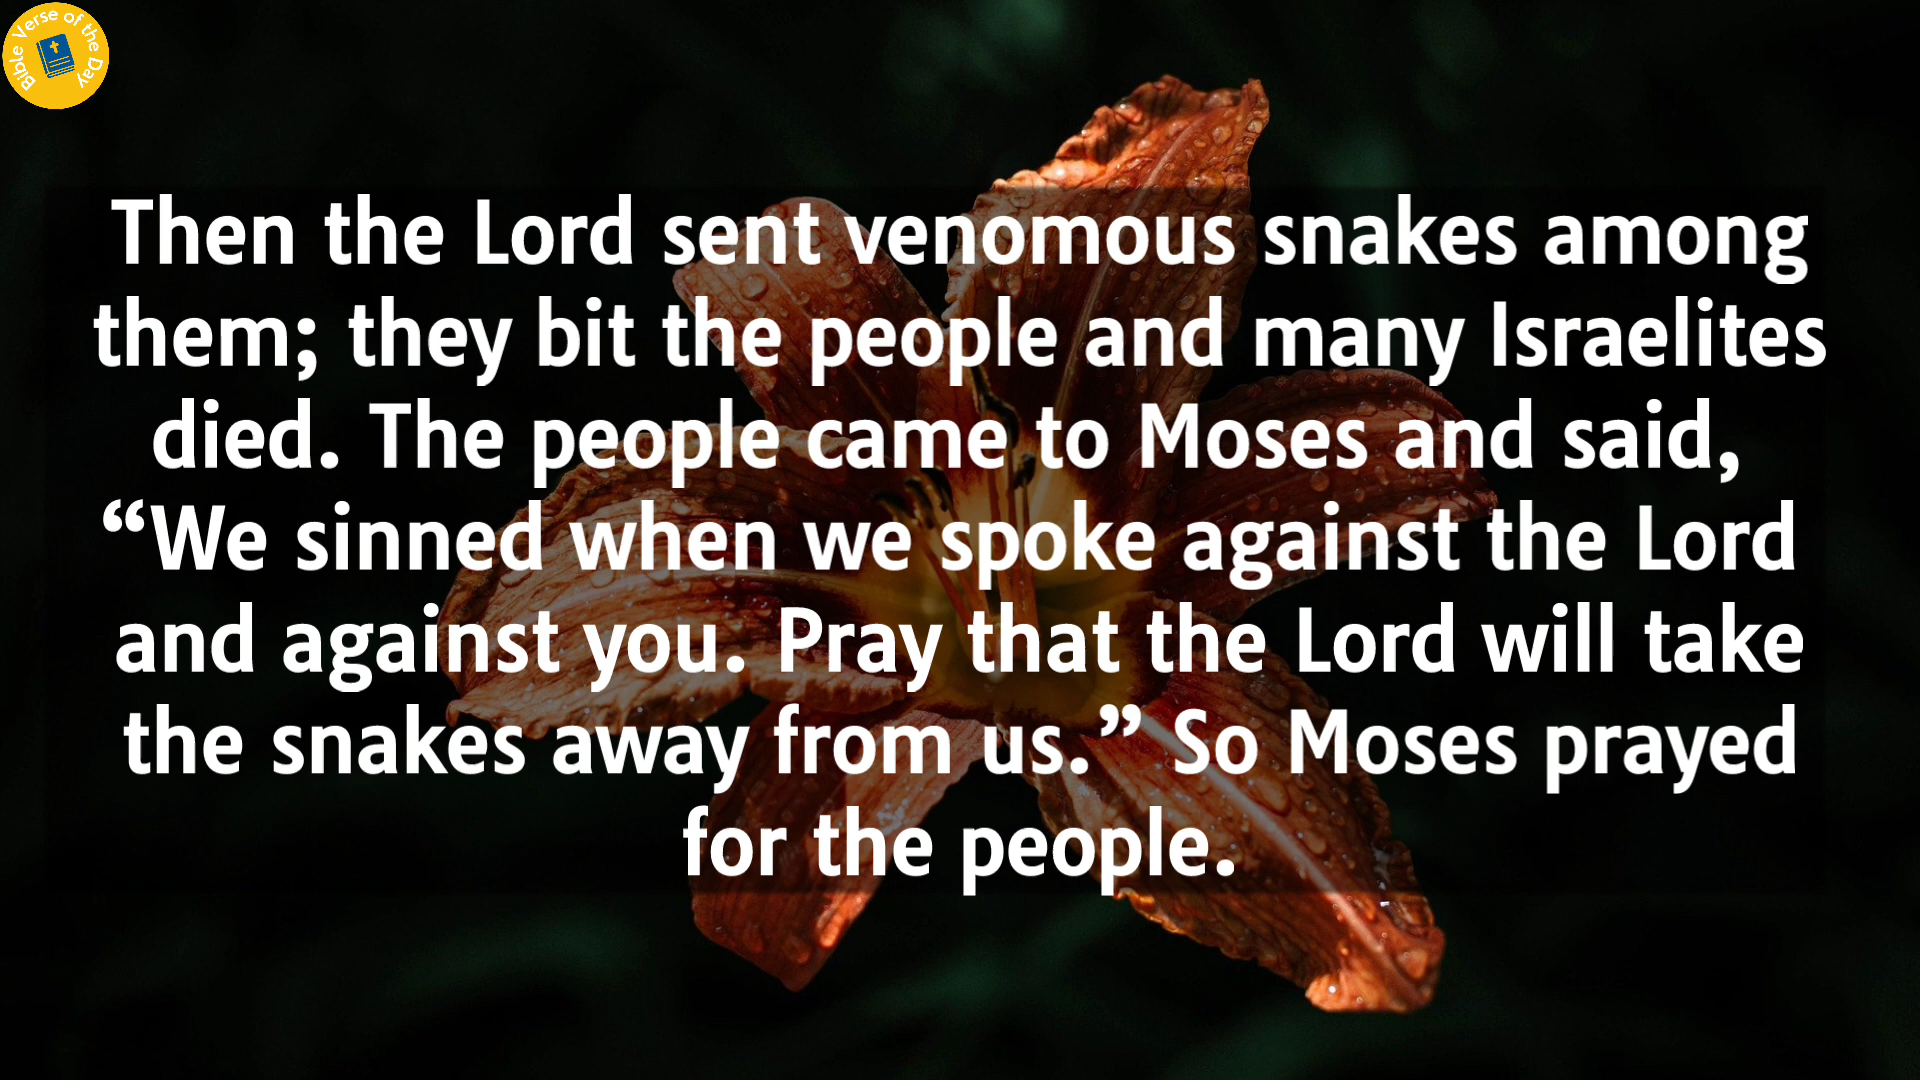 Bible Verse of the Day
Then the Lord sent venomous snakes among
them; they bit the people and many Israelites
died. The people came to Moses and said,
“We sinned when we spoke against the Lord
and against you. Pray that the Lord will take
the snakes away from us.” So Moses prayed
for the people.